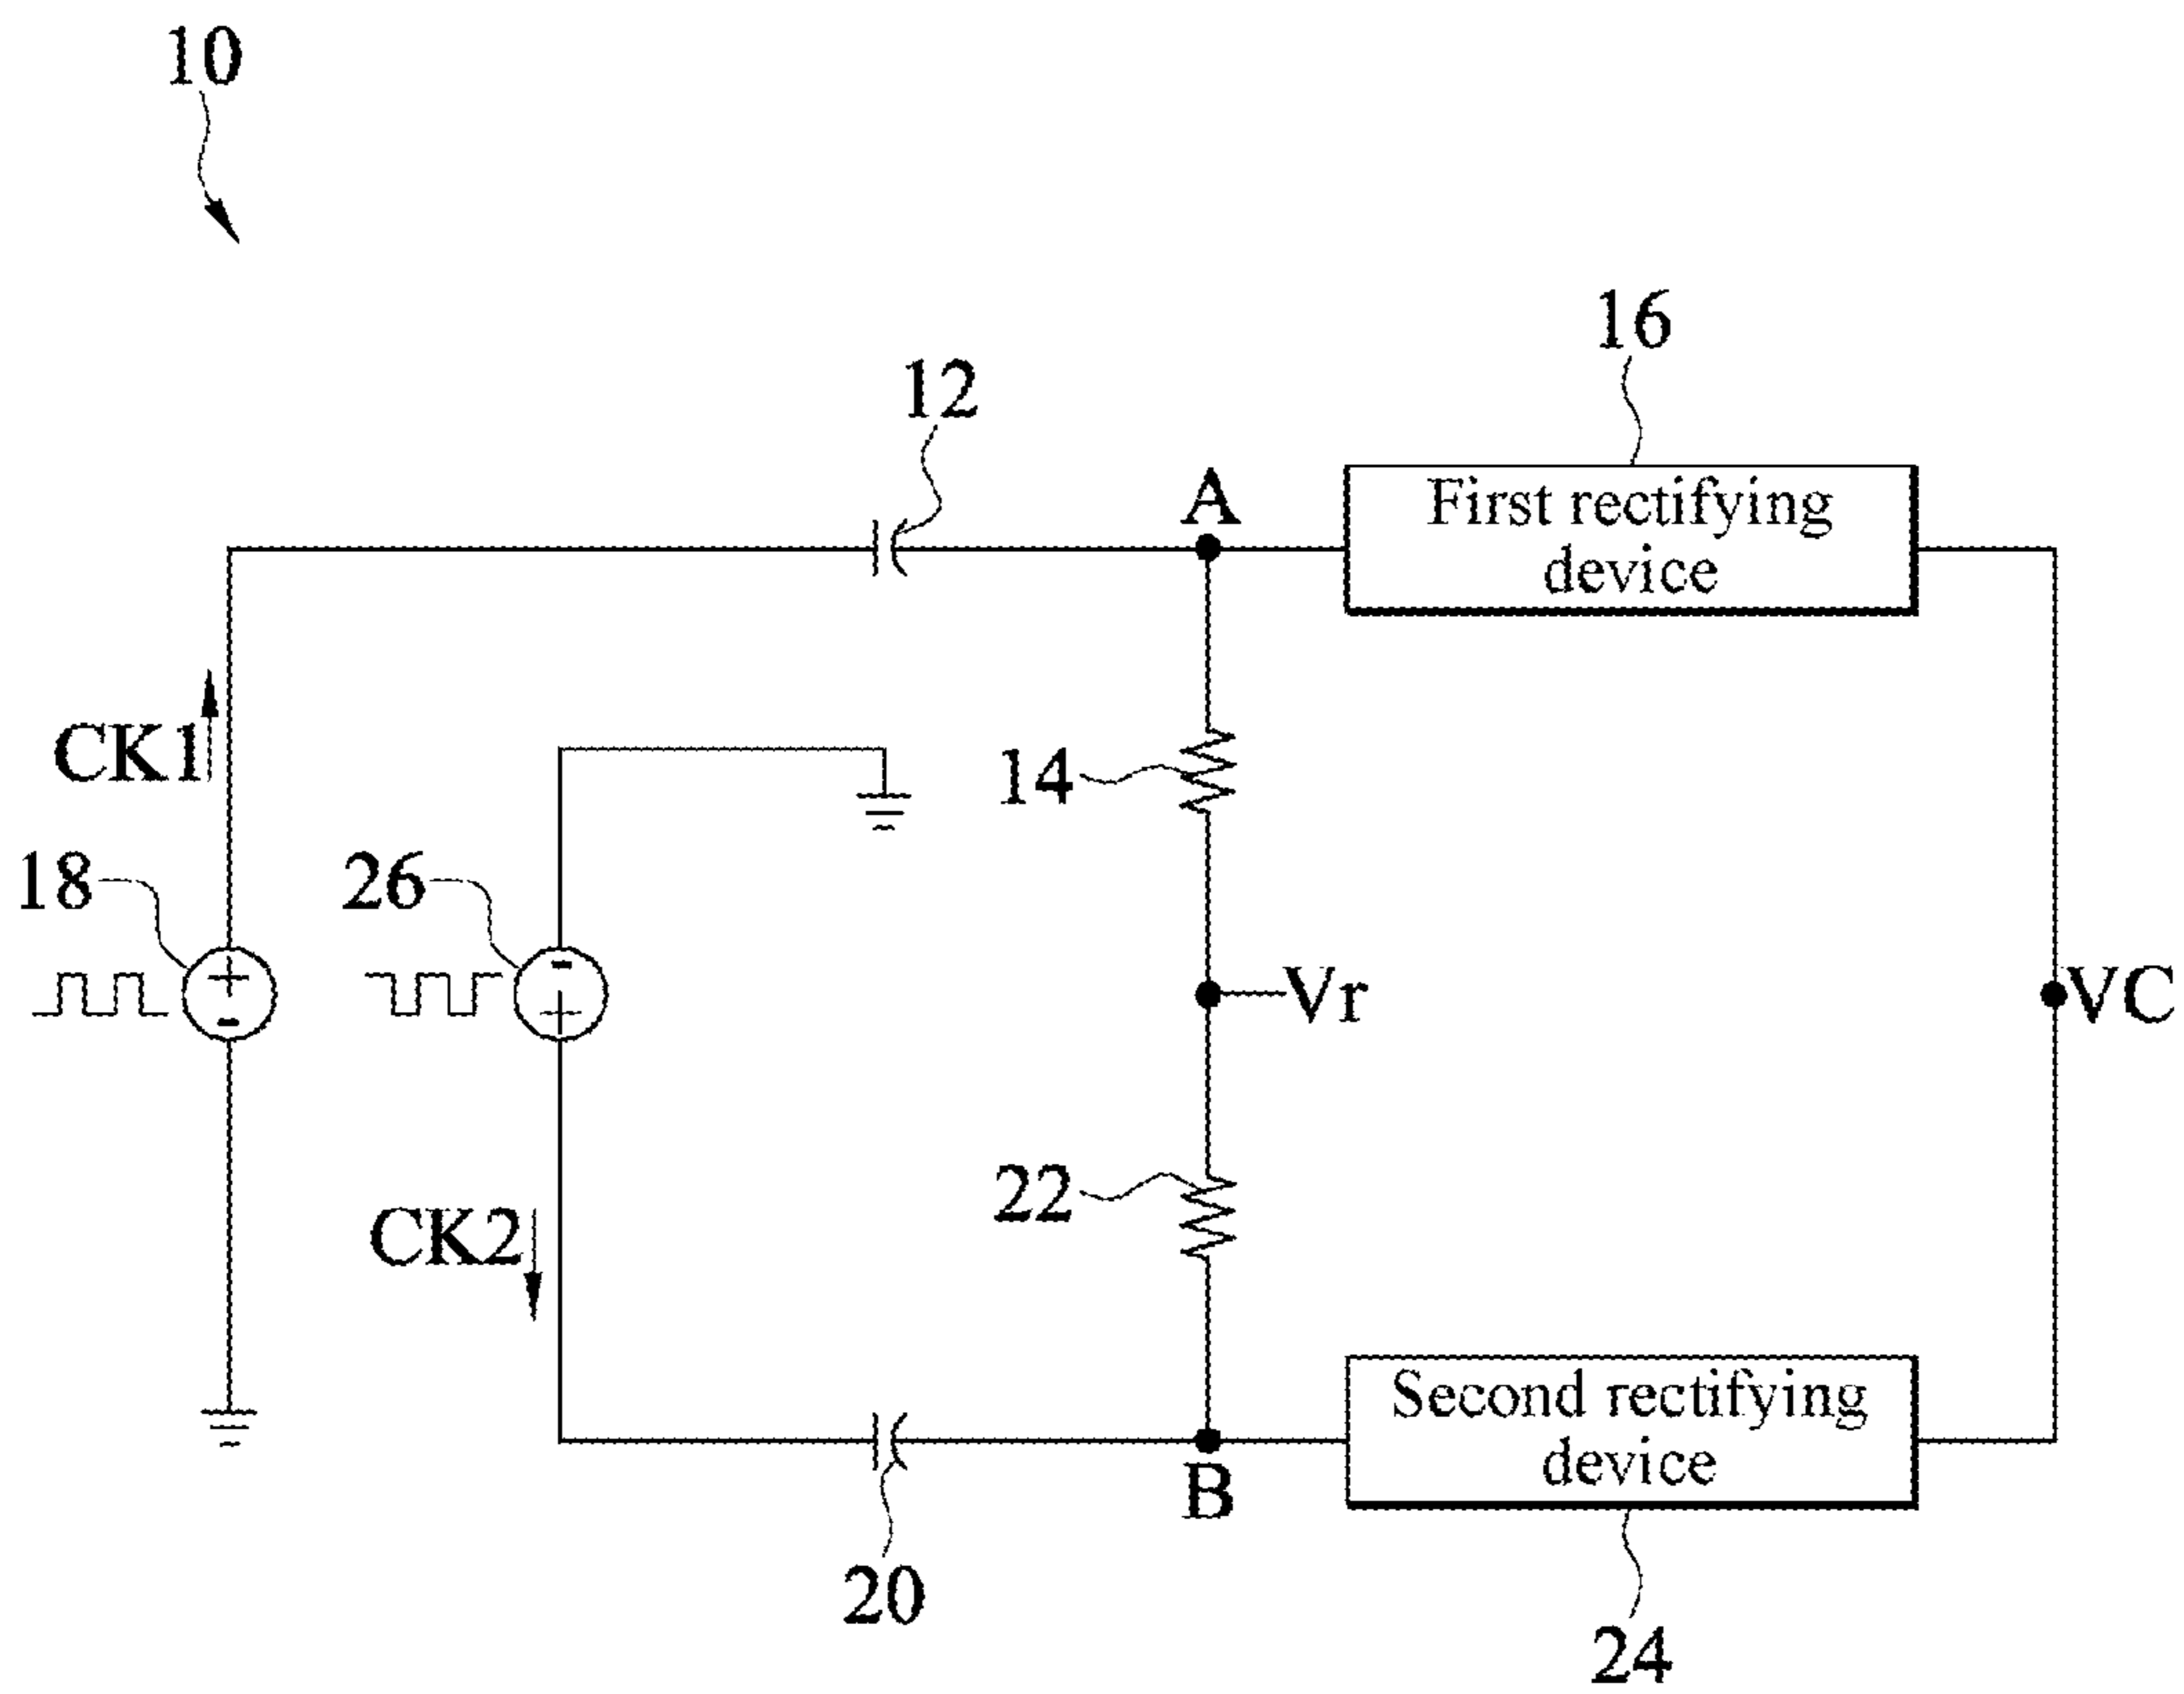 10
16
12
A
First rectifying
device
CK1
14
18
26
Vr
VC
22
CK2
Second rectifying
device
B
20
24